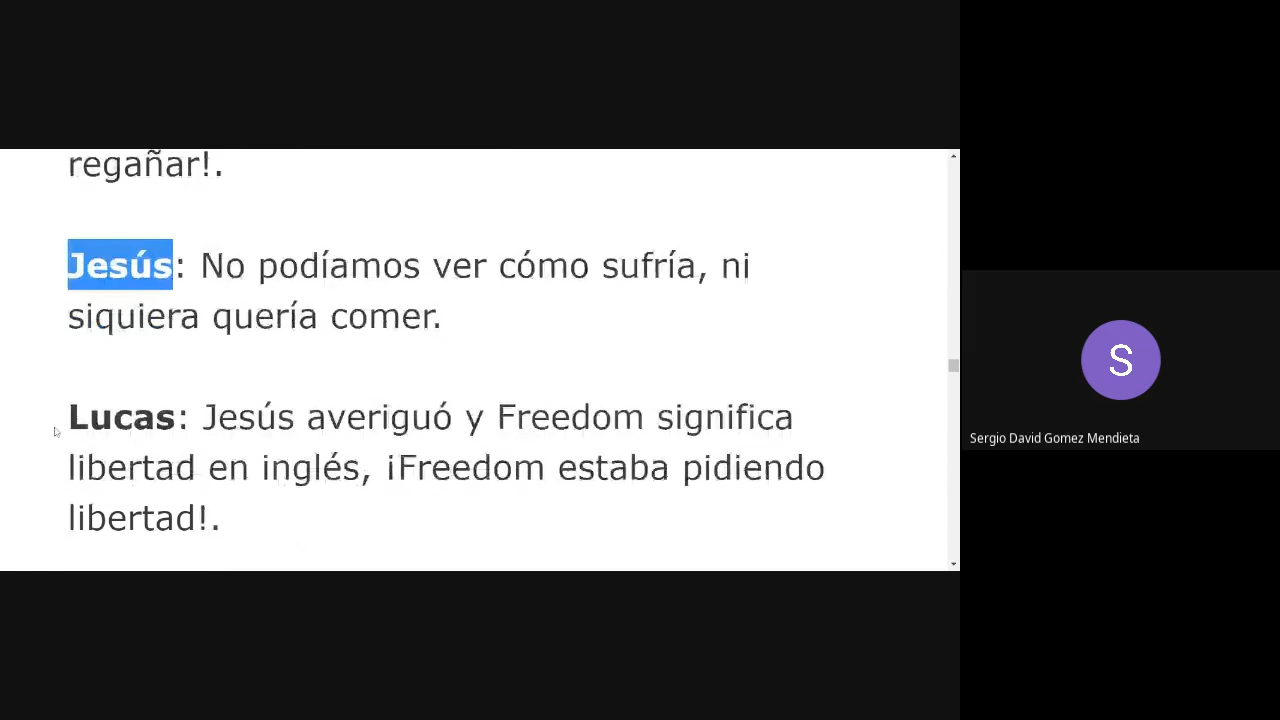 regañar!.
Jesús: No podíamos ver cómo sufría, ni
siquiera quería comer.
Lucas: Jesús averiguó y Freedom significa
libertad en inglés, ¡Freedom estaba pidiendo
libertad!.
S
Sergio David Gomez Mendieta